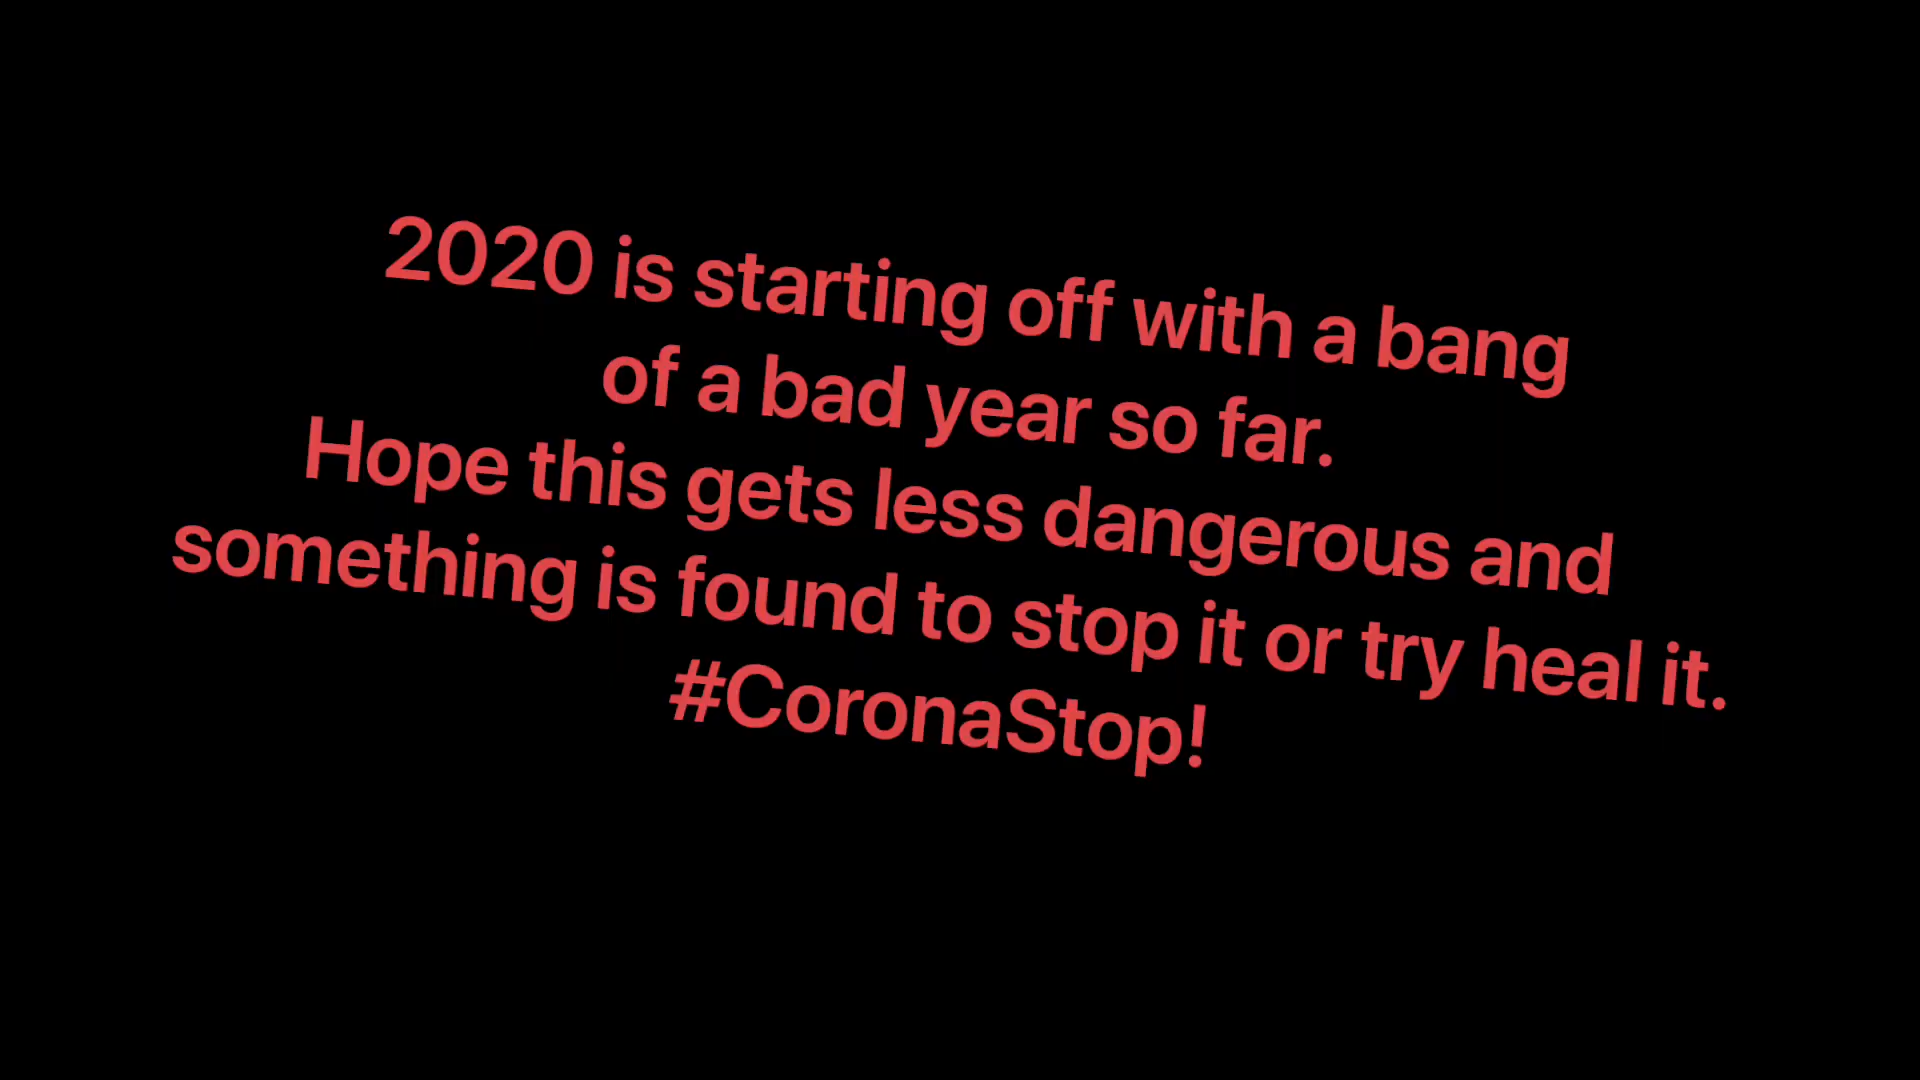 2020 is starting off with a bang
of a bad year so far.
Hope this gets less dangerous and
something is found to stop it or try heal it.
#CoronaStop!